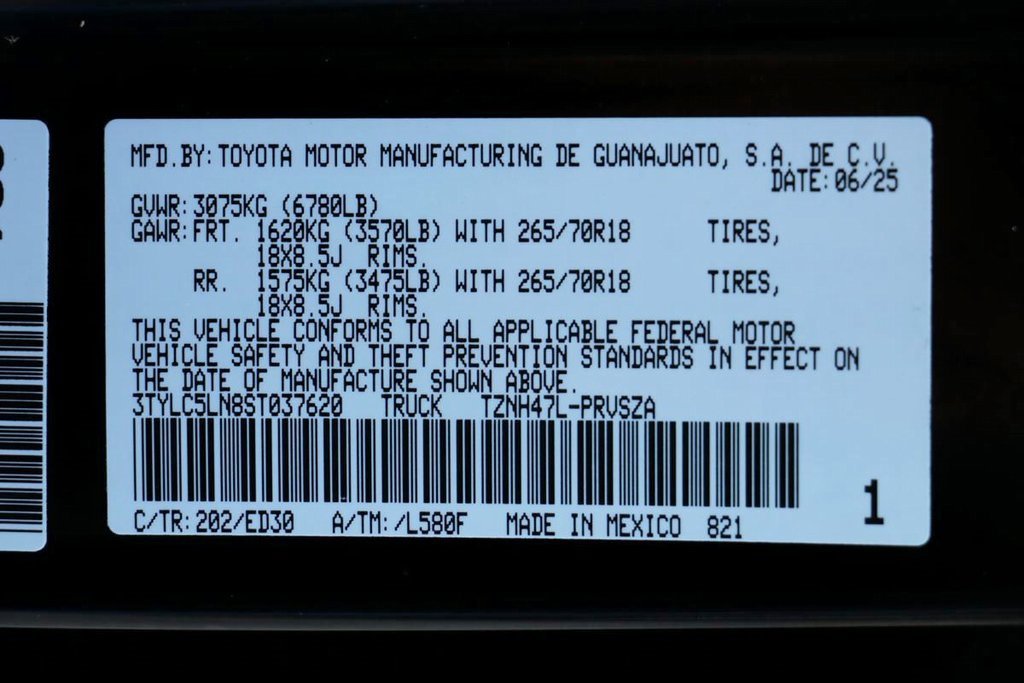 MFD.BY:TOYOTA MOTOR MANUFACTURING DE GUANAJUATO, S.A. DE C.V.
DATE:06/25
GVWR:3075KG (6780LB)
GAWR:FRT. 1620KG (3570LB) WITH 265/70R18 TIRES,
18X8.5J RIMS.
RR. 1575KG (3475LB) WITH 265/70R18 TIRES,
18X8.5J RIMS.
THIS VEHICLE CONFORMS TO ALL APPLICABLE FEDERAL MOTOR
VEHICLE SAFETY AND THEFT PREVENTION STANDARDS IN EFFECT ON
THE DATE OF MANUFACTURE SHOWN ABOVE.
3TYLC5LN8ST037620 TRUCK TZNH47L-PRVSZA
1
C/TR:202/ED30 A/TM:/L580F MADE IN MEXICO 821